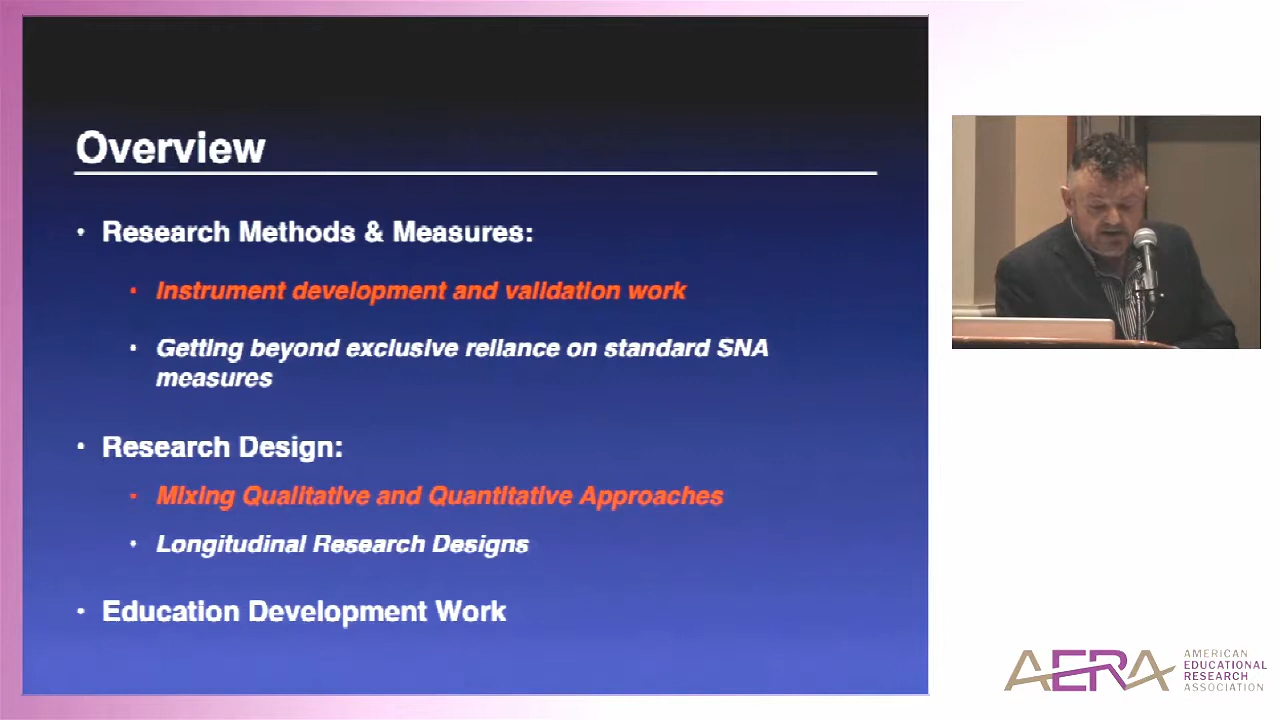 Overview
• Research Methods & Measures:
• Instrument development and validation work
• Getting beyond exclusive reliance on standard SNA
measures
• Research Design:
• Mixing Qualitative and Quantitative Approaches
• Longitudinal Research Designs
• Education Development Work
AERA
AMERICAN
EDUCATIONAL
RESEARCH
ASSOCIATION